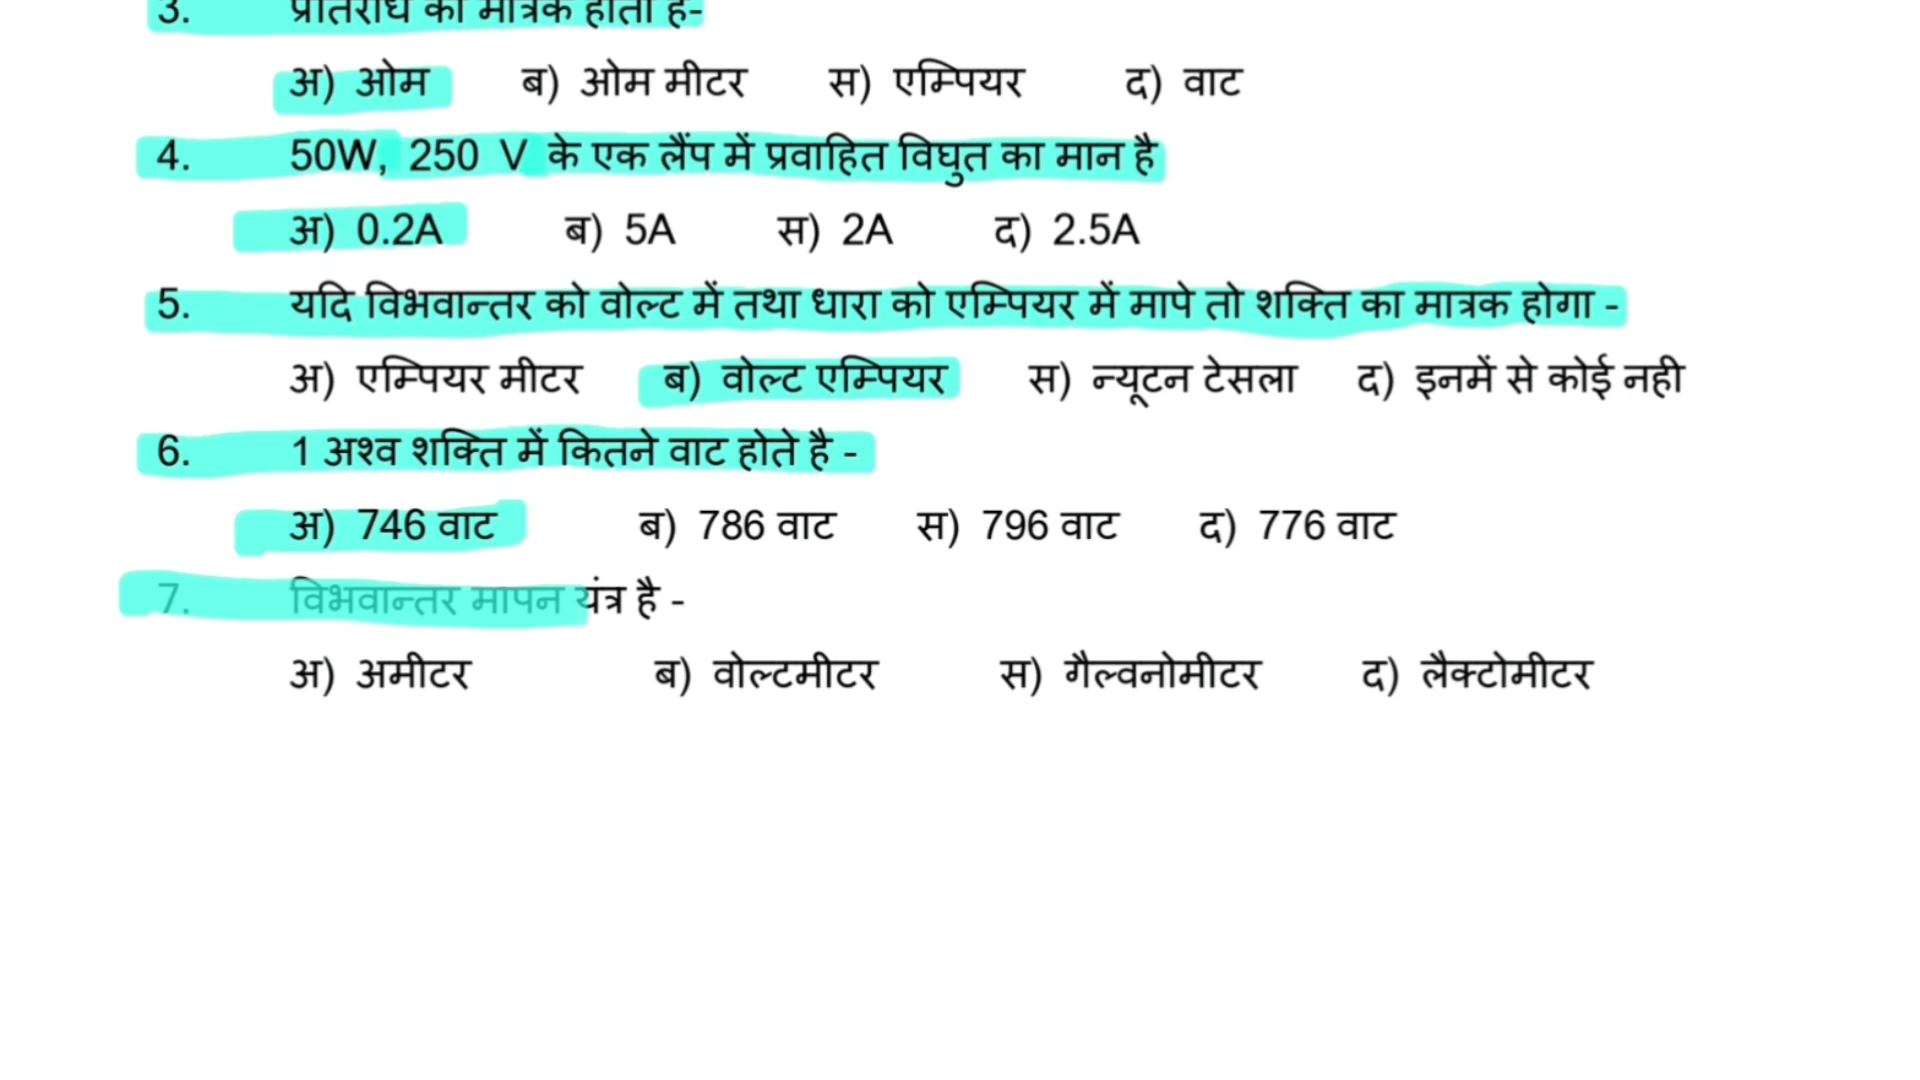 3. प्रतिरोध का मात्रक होता है-
अ) ओम ब) ओम मीटर स) एम्पियर द) वाट
4. 50W, 250 V के एक लैंप में प्रवाहित विघुत का मान है
अ) 0.2A ब) 5A स) 2A द) 2.5A
5. यदि विभवान्तर को वोल्ट में तथा धारा को एम्पियर में मापे तो शक्ति का मात्रक होगा -
अ) एम्पियर मीटर ब) वोल्ट एम्पियर स) न्यूटन टेसला द) इनमें से कोई नही
6. 1 अश्व शक्ति में कितने वाट होते है -
अ) 746 वाट ब) 786 वाट स) 796 वाट द) 776 वाट
7. विभवान्तर मापन यंत्र है -
अ) अमीटर ब) वोल्टमीटर स) गैल्वनोमीटर द) लैक्टोमीटर